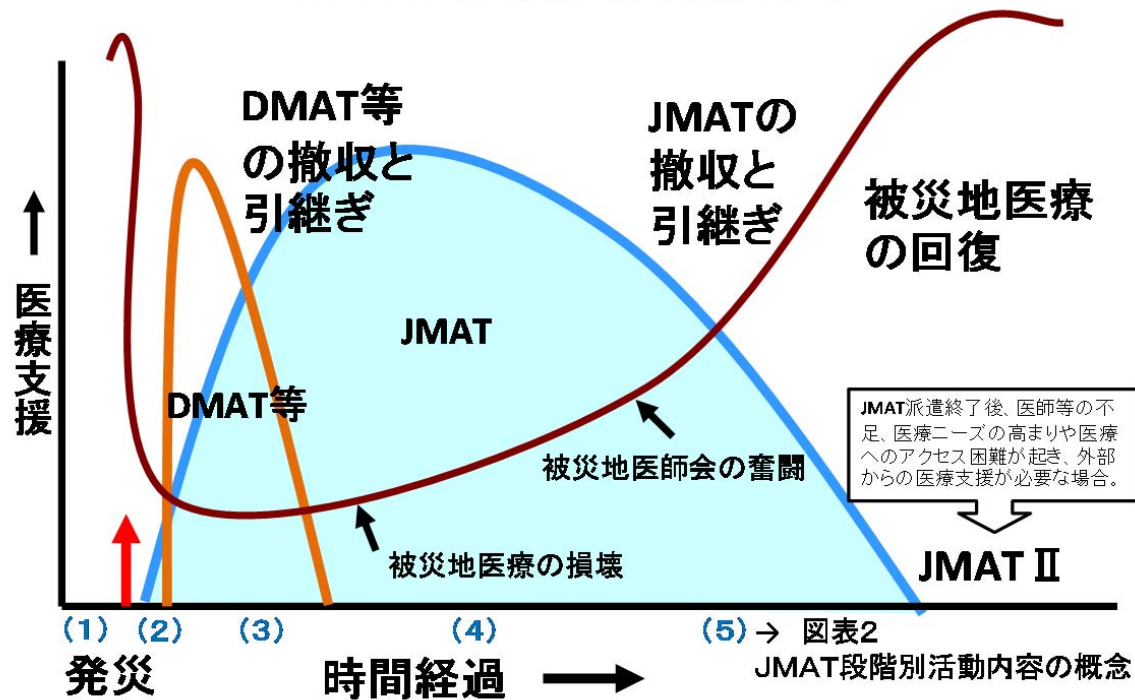 DMAT等
の撤収と
引継ぎ
JMATの
撤収と
引継ぎ
被災地医療
の回復
↑医療支援
JMAT
DMAT等
被災地医師会の奮闘
被災地医療の損壊
JMAT派遣終了後、医師等の不
足、医療ニーズの高まりや医療
へのアクセス困難が起き、外部
からの医療支援が必要な場合。
JMATⅡ
(1) (2) (3) (4) (5) → 図表2
発災 時間経過 → JMAT段階別活動内容の概念